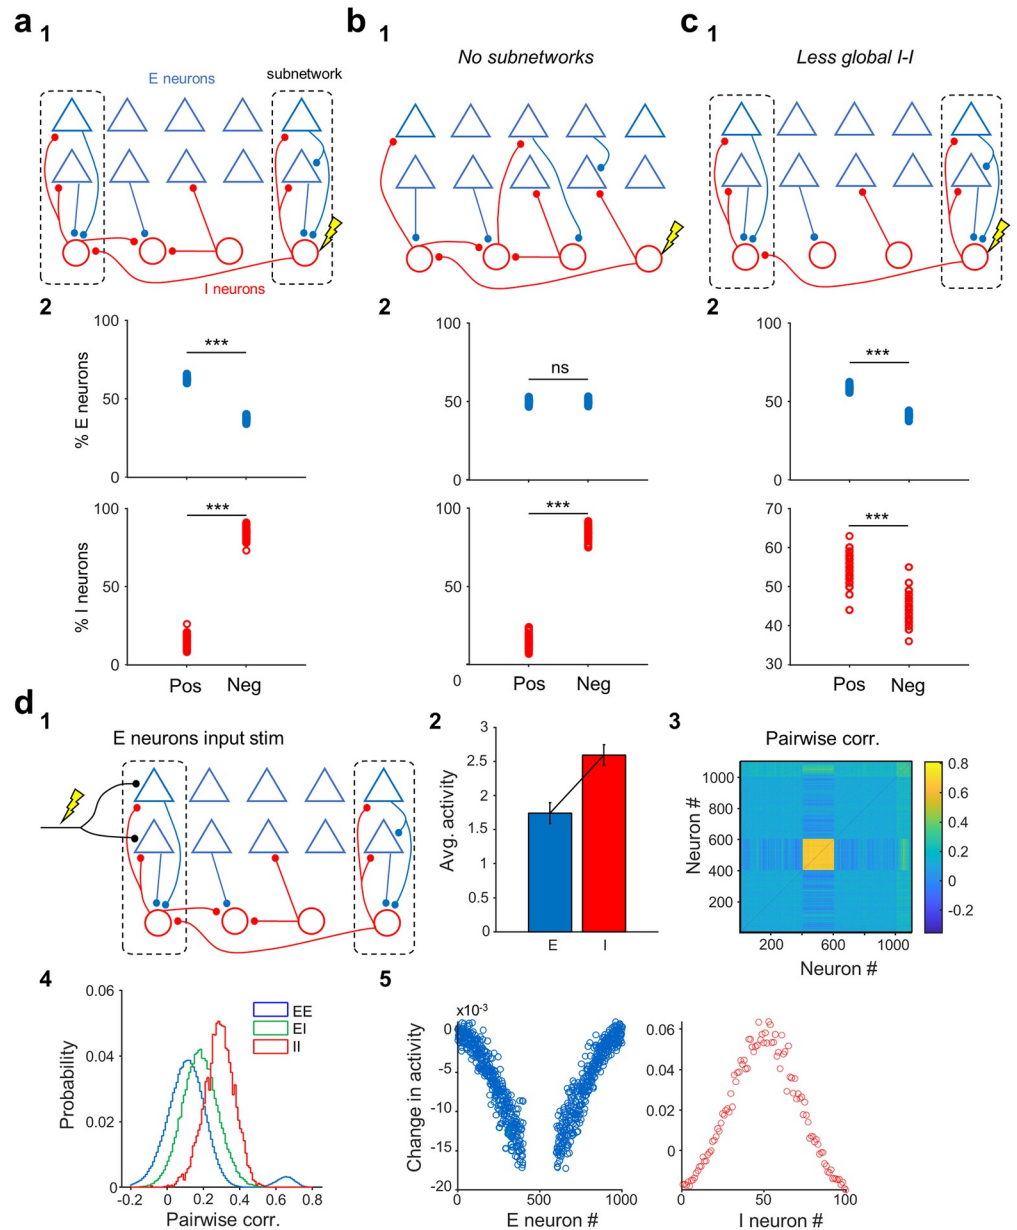 a 1
b 1
c 1
No subnetworks
Less global I-I
E neurons
subnetwork
I neurons
2
100
50
0
% E neurons
***
100
50
0
% I neurons
***
Pos
Neg
2
100
50
0
ns
100
50
0
***
Pos
Neg
2
100
50
0
***
70
60
50
40
30
***
Pos
Neg
d 1
E neurons input stim
2
3
2.5
2
1.5
1
0.5
0
Avg. activity
E
I
3
Pairwise corr.
1000
800
600
400
200
Neuron #
200
600
1000
Neuron #
0.8
0.6
0.4
0.2
0
-0.2
4
0.06
0.04
0.02
0
Probability
EE
EI
II
-0.2
0
0.2
0.4
0.6
0.8
Pairwise corr.
5
x10-3
0
-5
-10
-15
-20
Change in activity
0
500
1000
E neuron #
0.06
0.04
0.02
0
0
50
100
I neuron #